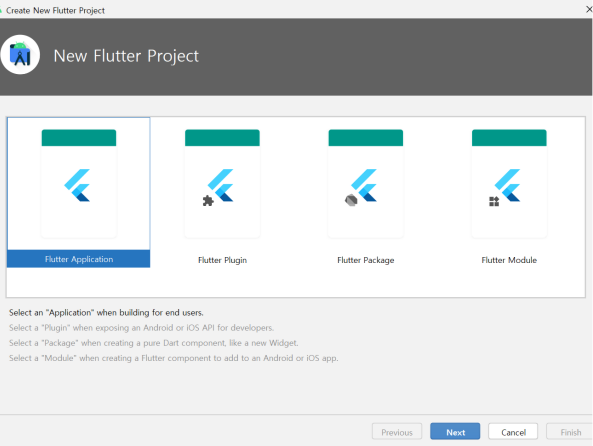 Create New Flutter Project
New Flutter Project
Flutter Application
Flutter Plugin
Flutter Package
Flutter Module
Select an "Application" when building for end users.
Select a "Plugin" when exposing an Android or iOS API for developers.
Select a "Package" when creating a pure Dart component, like a new Widget.
Select a "Module" when creating a Flutter component to add to an Android or iOS app.
Previous
Next
Cancel
Finish